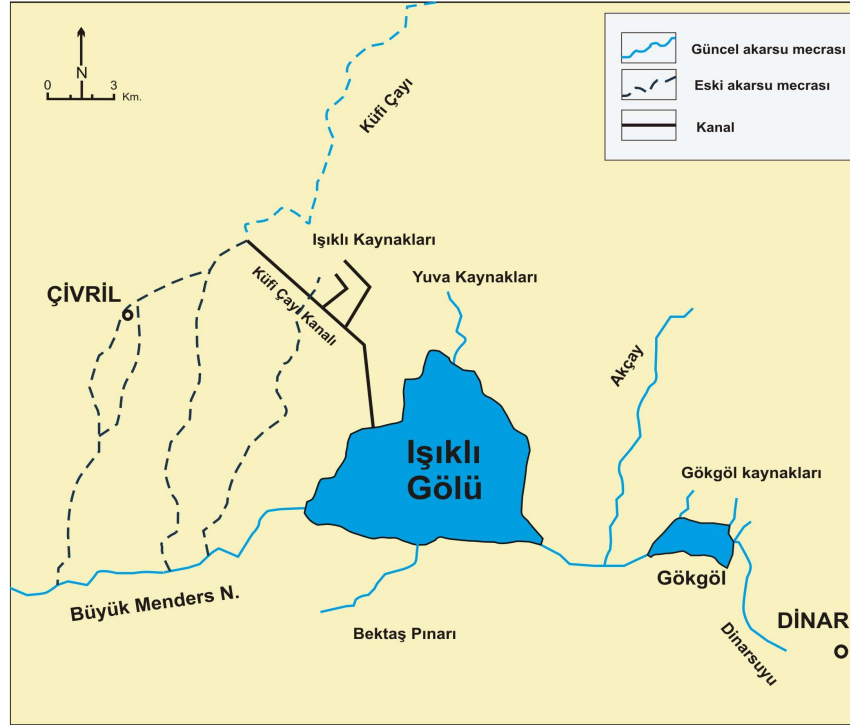 N
0 3
Km.
Güncel akarsu mecrası
Eski akarsu mecrası
Kanal
Küfi Çayı
Işıklı Kaynakları
Yuva Kaynakları
ÇİVRİL
Küfi Çayı Kanalı
Akçay
Işıklı
Gölü
Gökgöl kaynakları
Gökgöl
Büyük Menders N.
Bektaş Pınarı
DİNAR
Dinarsuyu